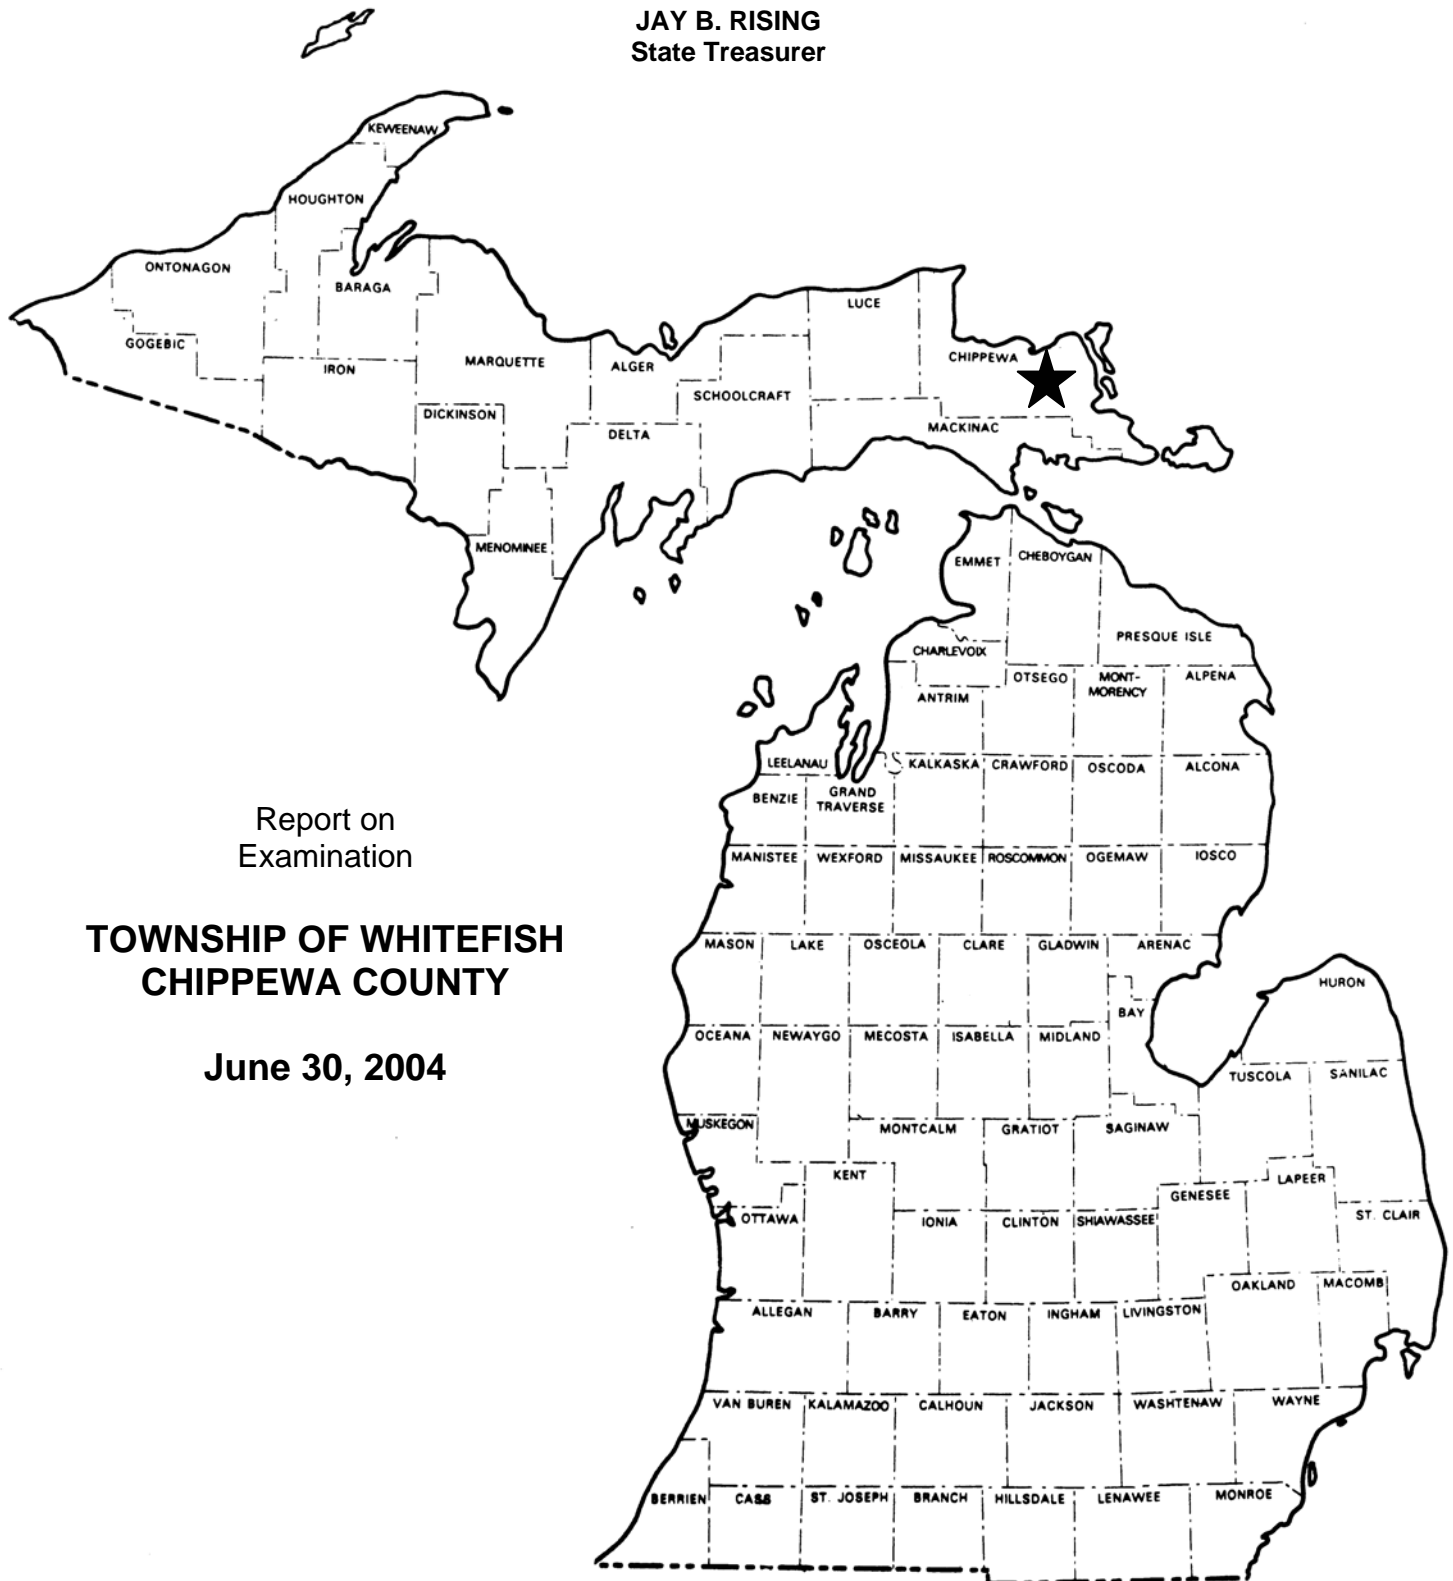 JAY B. RISING
State Treasurer
KEWEENAW
HOUGHTON
ONTONAGON
BARAGA
LUCE
GOGEBIC
IRON
MARQUETTE
ALGER
CHIPPEWA
SCHOOLCRAFT
DICKINSON
DELTA
MACKINAC
MENOMINEE
EMMET
CHEBOYGAN
PRESQUE ISLE
CHARLEVOIX
OTSEGO
MONT-
MORENCY
ALPENA
ANTRIM
LEELANAU
KALKASKA
CRAWFORD
OSCODA
ALCONA
BENZIE
GRAND
TRAVERSE
Report on
Examination
MANISTEE
WEXFORD
MISSAUKEE
ROSCOMMON
OGEMAW
IOSCO
TOWNSHIP OF WHITEFISH
CHIPPEWA COUNTY
MASON
LAKE
OSCEOLA
CLARE
GLADWIN
ARENAC
HURON
BAY
OCEANA
NEWAYGO
MECOSTA
ISABELLA
MIDLAND
June 30, 2004
TUSCOLA
SANILAC
MUSKEGON
MONTCALM
GRATIOT
SAGINAW
KENT
LAPEER
GENESEE
OTTAWA
IONIA
CLINTON
SHIAWASSEE
ST. CLAIR
OAKLAND
MACOMB
ALLEGAN
BARRY
EATON
INGHAM
LIVINGSTON
VAN BUREN
KALAMAZOO
CALHOUN
JACKSON
WASHTENAW
WAYNE
BERRIEN
CASS
ST. JOSEPH
BRANCH
HILLSDALE
LENAWEE
MONROE